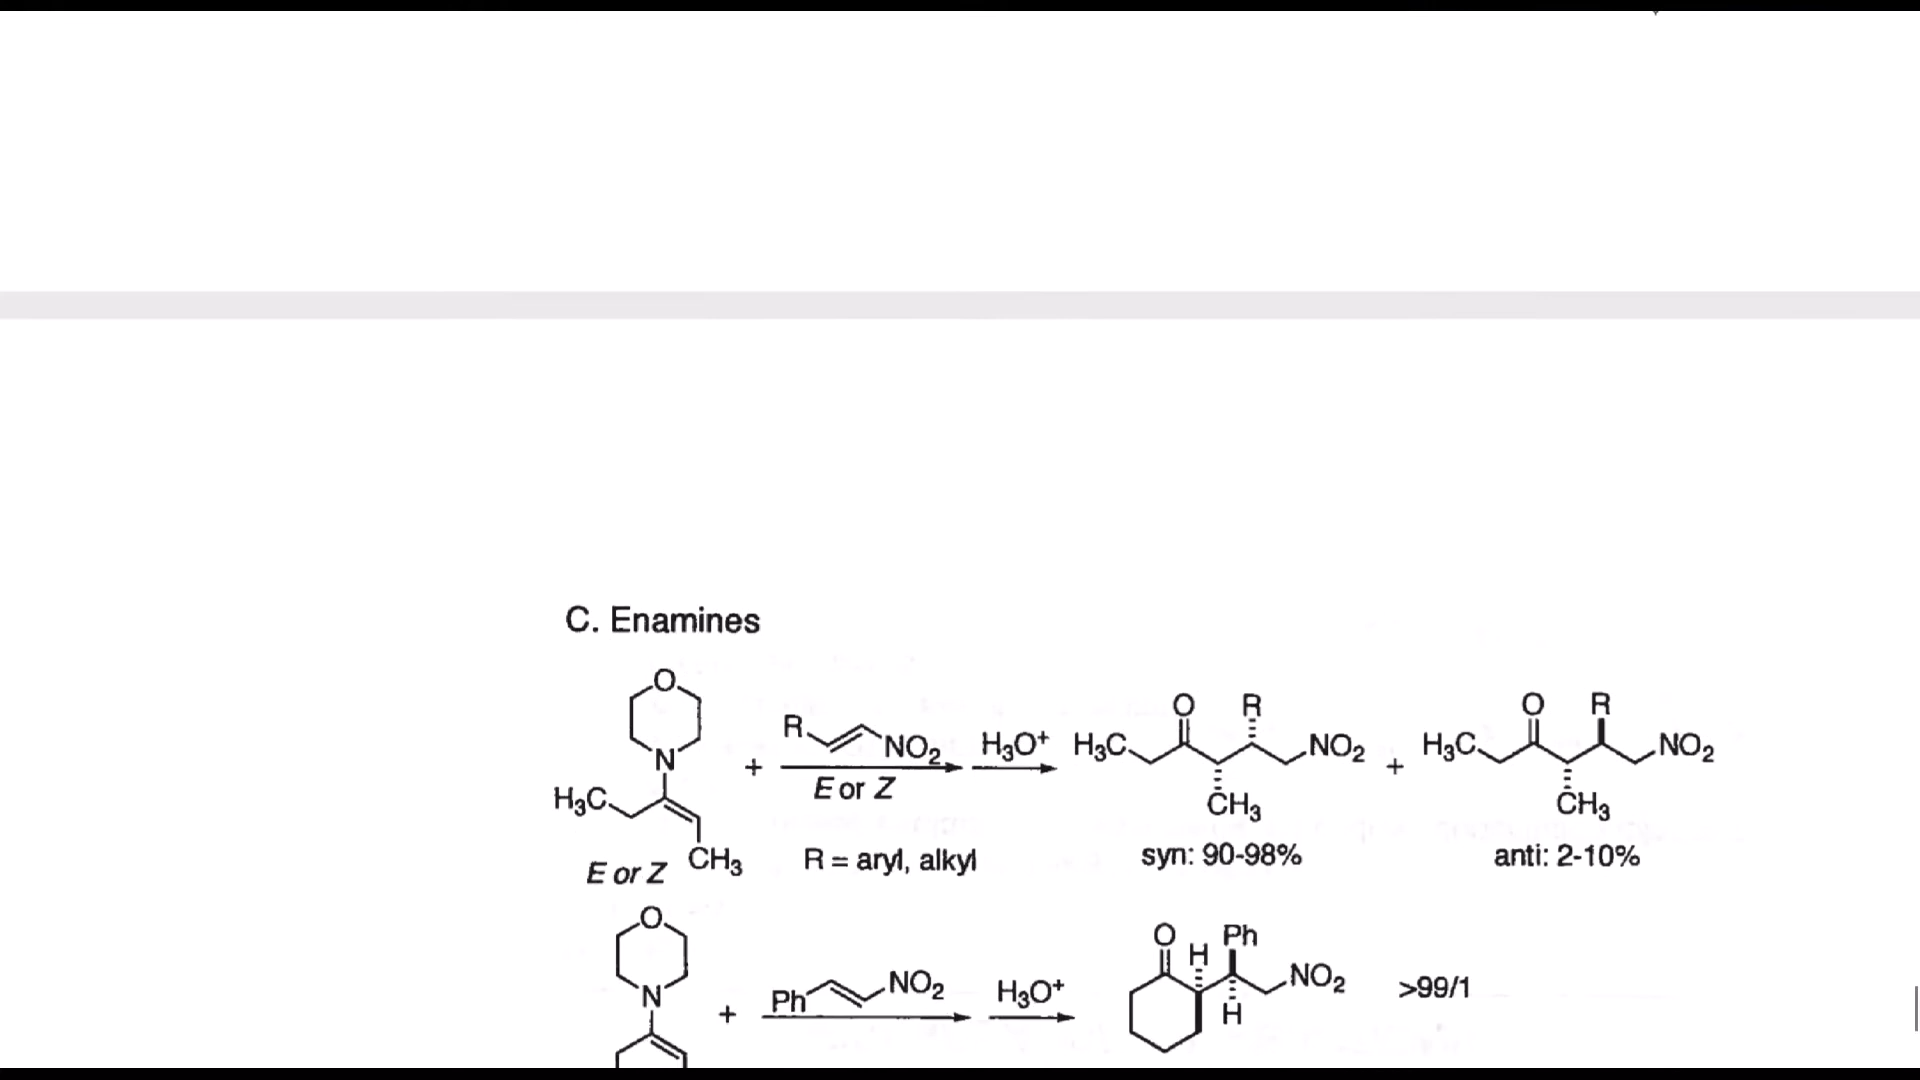 C. Enamines
O
N
H₃C
CH₃
E or Z
+
R
NO₂
E or Z
R = aryl, alkyl
H₃O⁺
O
R
H₃C
NO₂
CH₃
syn: 90-98%
+
O
R
H₃C
NO₂
CH₃
anti: 2-10%
O
N
+
Ph
NO₂
H₃O⁺
O
H
Ph
NO₂
H
>99/1